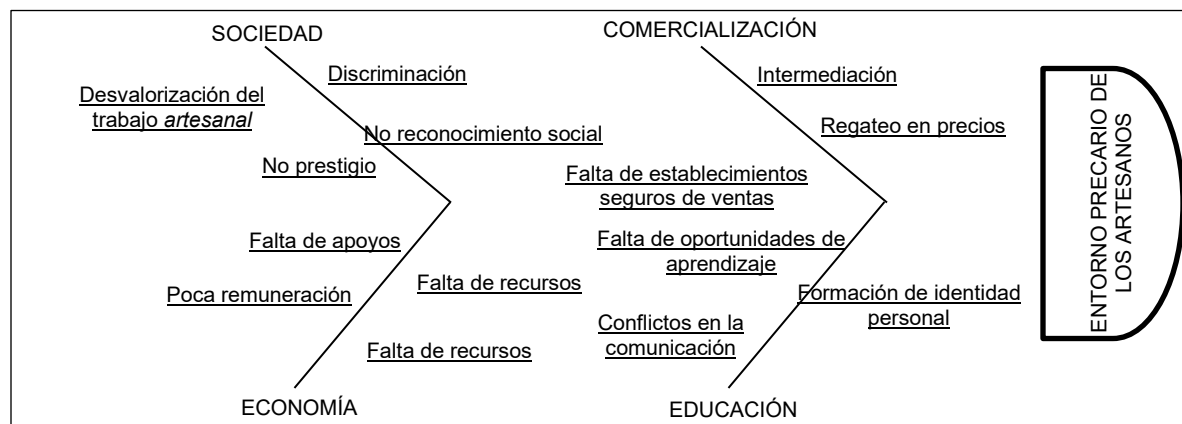 SOCIEDAD
Discriminación
Desvalorización del
trabajo artesanal
No reconocimiento social
No prestigio
COMERCIALIZACIÓN
Intermediación
Regateo en precios
Falta de establecimientos
seguros de ventas
Falta de apoyos
Poca remuneración
Falta de recursos
Falta de recursos
ECONOMÍA
Falta de oportunidades de
aprendizaje
Formación de identidad
personal
Conflictos en la
comunicación
EDUCACIÓN
ENTORNO PRECARIO DE
LOS ARTESANOS